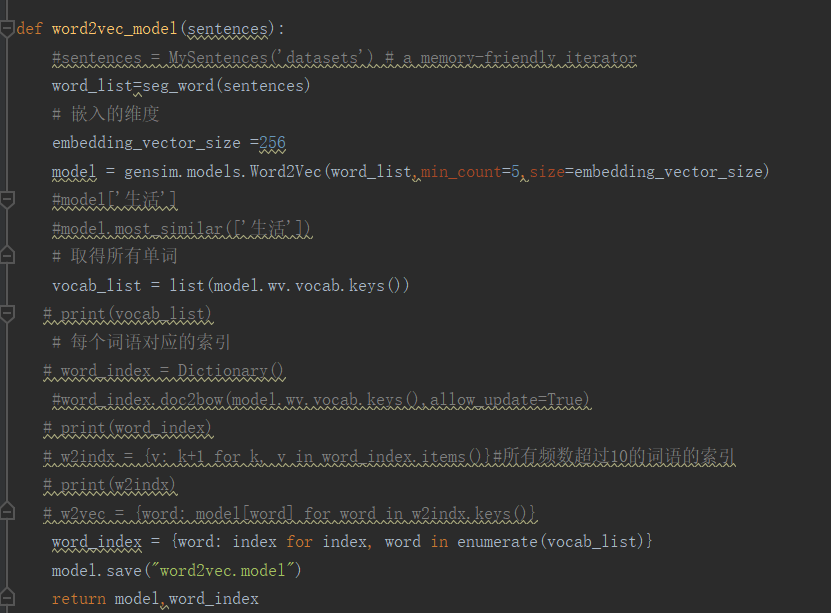 def word2vec_model(sentences):
#sentences = MySentences('datasets') # a memory-friendly iterator
word_list=seg_word(sentences)
# 嵌入的维度
embedding_vector_size =256
model = gensim.models.Word2Vec(word_list,min_count=5,size=embedding_vector_size)
#model['生活']
#model.most_similar(['生活'])
# 取得所有单词
vocab_list = list(model.wv.vocab.keys())
# print(vocab_list)
# 每个词语对应的索引
# word_index = Dictionary()
#word_index.doc2bow(model.wv.vocab.keys(),allow_update=True)
# print(word_index)
# w2indx = {v: k+1 for k, v in word_index.items()}#所有频数超过10的词语的索引
# print(w2indx)
# w2vec = {word: model[word] for word in w2indx.keys()}
word_index = {word: index for index, word in enumerate(vocab_list)}
model.save("word2vec.model")
return model,word_index